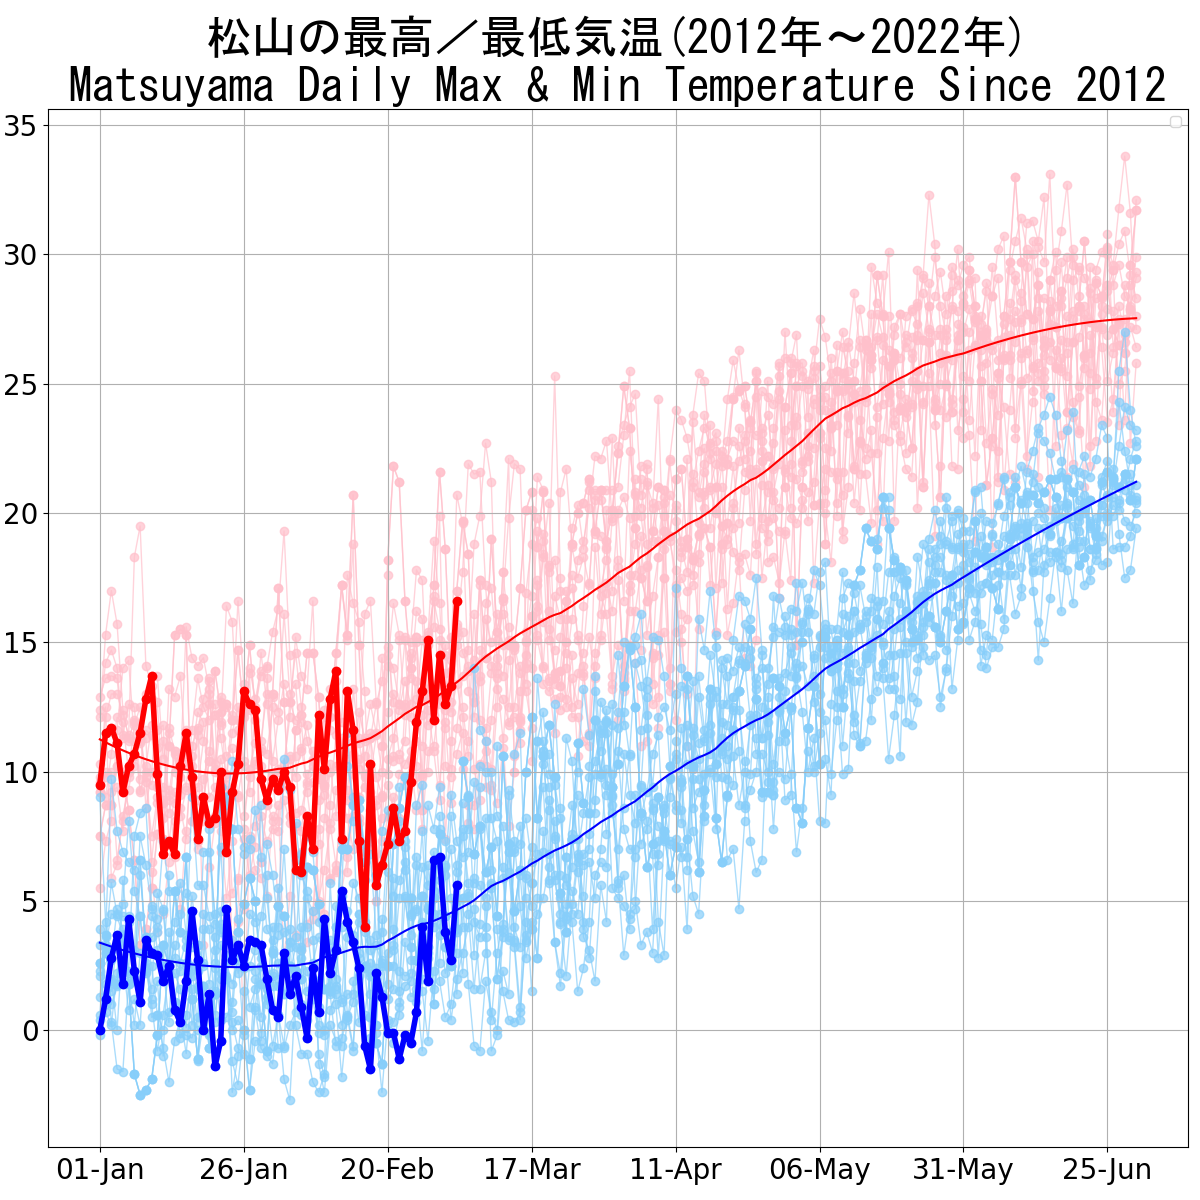 松山の最高／最低気温(2012年～2022年)
Matsuyama Daily Max & Min Temperature Since 2012
35
30
25
20
15
10
5
0
01-Jan 26-Jan 20-Feb 17-Mar 11-Apr 06-May 31-May 25-Jun